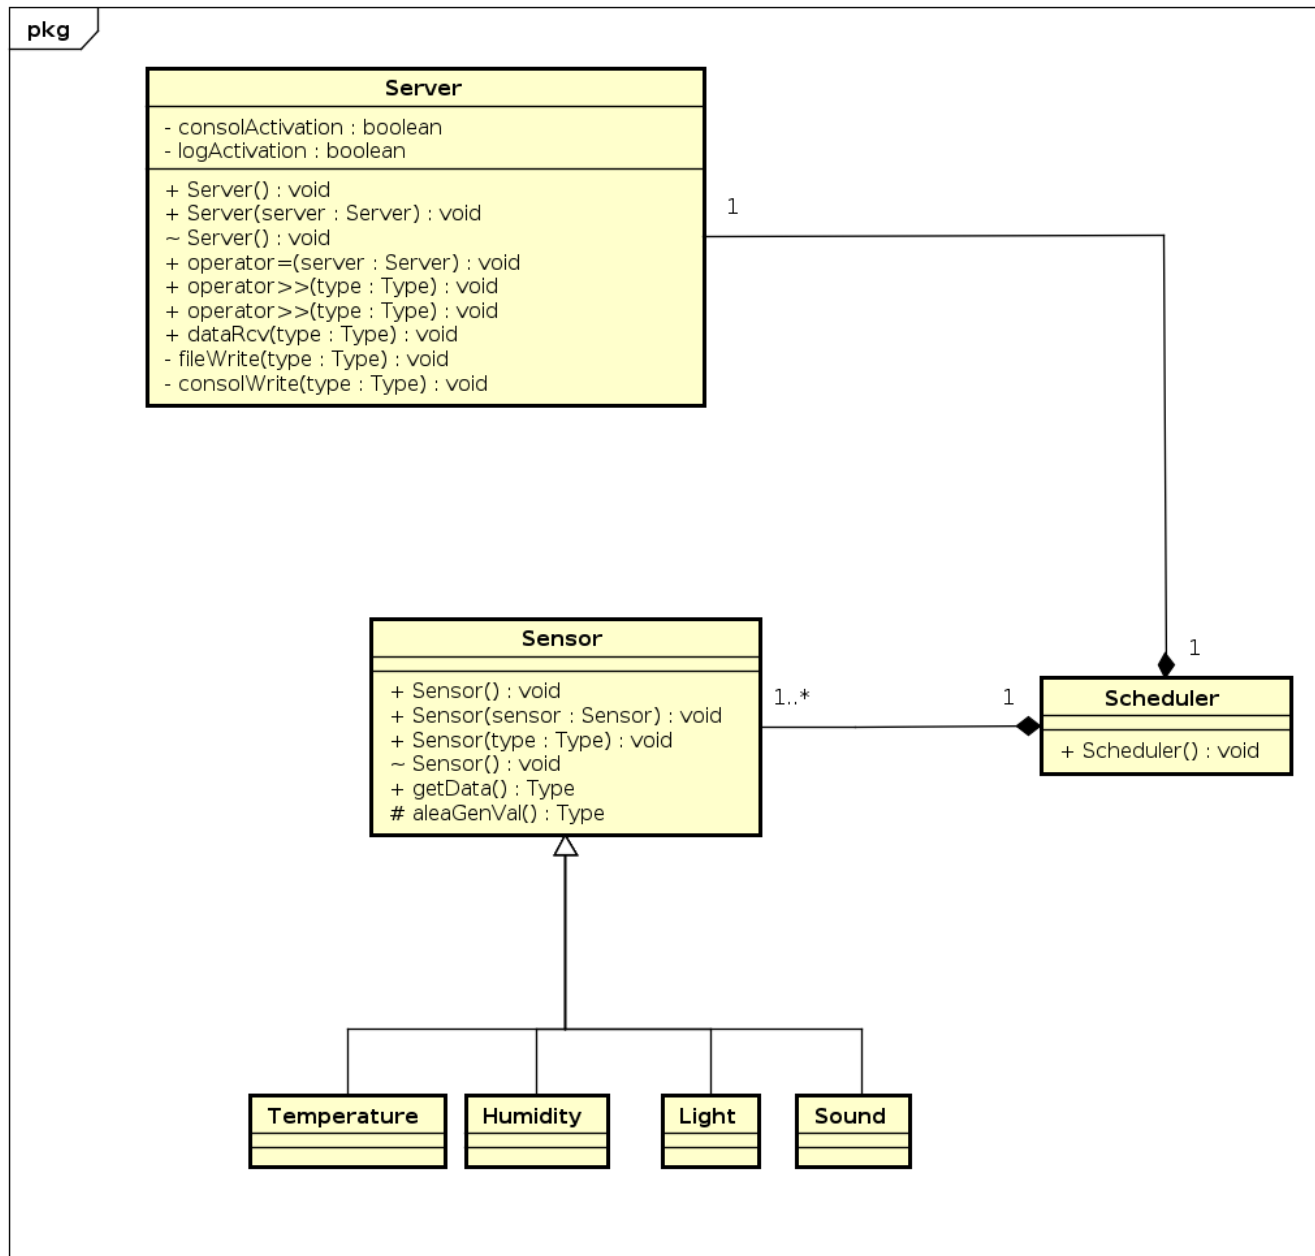 pkg
Server
- consolActivation : boolean
- logActivation : boolean
+ Server() : void
+ Server(server : Server) : void
~ Server() : void
+ operator=(server : Server) : void
+ operator>>(type : Type) : void
+ operator>>(type : Type) : void
+ dataRcv(type : Type) : void
- fileWrite(type : Type) : void
- consolWrite(type : Type) : void
1
1
Sensor
+ Sensor() : void
+ Sensor(sensor : Sensor) : void
+ Sensor(type : Type) : void
~ Sensor() : void
+ getData() : Type
# aleaGenVal() : Type
1..*
1
Scheduler
+ Scheduler() : void
Temperature
Humidity
Light
Sound